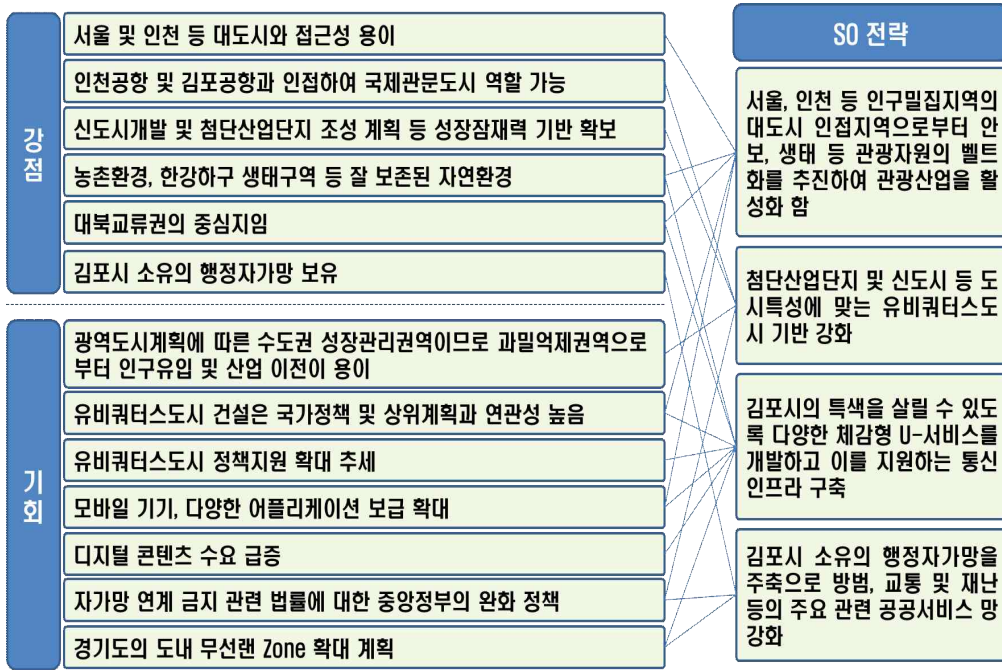 강점
서울 및 인천 등 대도시와 접근성 용이
인천공항 및 김포공항과 인접하여 국제관문도시 역할 가능
신도시개발 및 첨단산업단지 조성 계획 등 성장잠재력 기반 확보
농촌환경, 한강하구 생태구역 등 잘 보존된 자연환경
대북교류권의 중심지임
김포시 소유의 행정자가망 보유
기회
광역도시계획에 따른 수도권 성장관리권역이므로 과밀억제권역으로
부터 인구유입 및 산업 이전이 용이
유비쿼터스도시 건설은 국가정책 및 상위계획과 연관성 높음
유비쿼터스도시 정책지원 확대 추세
모바일 기기, 다양한 어플리케이션 보급 확대
디지털 콘텐츠 수요 급증
자가망 연계 금지 관련 법률에 대한 중앙정부의 완화 정책
경기도의 도내 무선랜 Zone 확대 계획
SO 전략
서울, 인천 등 인구밀집지역의
대도시 인접지역으로부터 안
보, 생태 등 관광자원의 벨트
화를 추진하여 관광산업을 활
성화 함
첨단산업단지 및 신도시 등 도
시특성에 맞는 유비쿼터스도
시 기반 강화
김포시의 특색을 살릴 수 있도
록 다양한 체감형 U-서비스를
개발하고 이를 지원하는 통신
인프라 구축
김포시 소유의 행정자가망을
주축으로 방범, 교통 및 재난
등의 주요 관련 공공서비스 망
강화